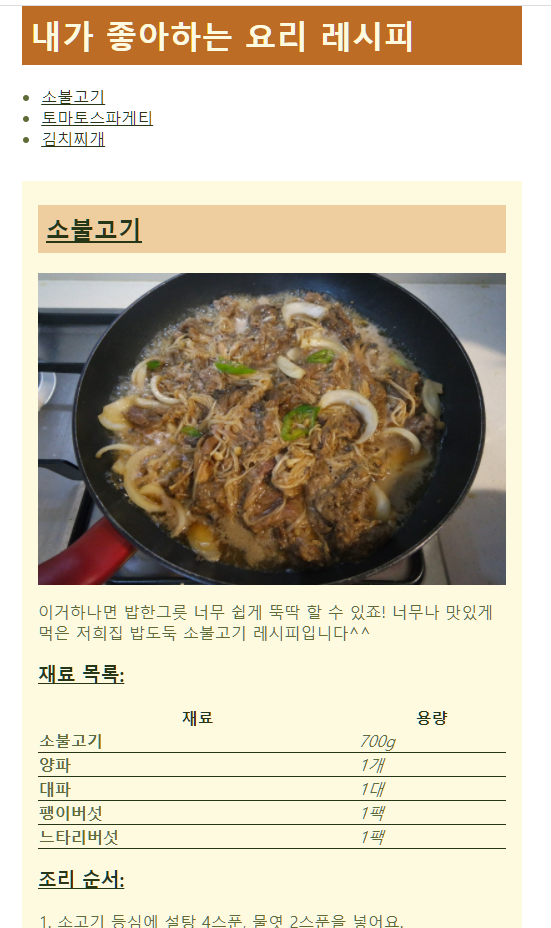 내가 좋아하는 요리 레시피
소불고기
토마토스파게티
김치찌개
소불고기
이거하나면 밥한그릇 너무 쉽게 뚝딱 할 수 있죠! 너무나 맛있게
먹은 저희집 밥도둑 소불고기 레시피입니다^^
재료 목록:
재료 용량
소불고기 700g
양파 1개
대파 1대
팽이버섯 1팩
느타리버섯 1팩
조리 순서:
1. 소고기 등심에 설탕 4스푼, 물엿 2스푼을 넣어요.